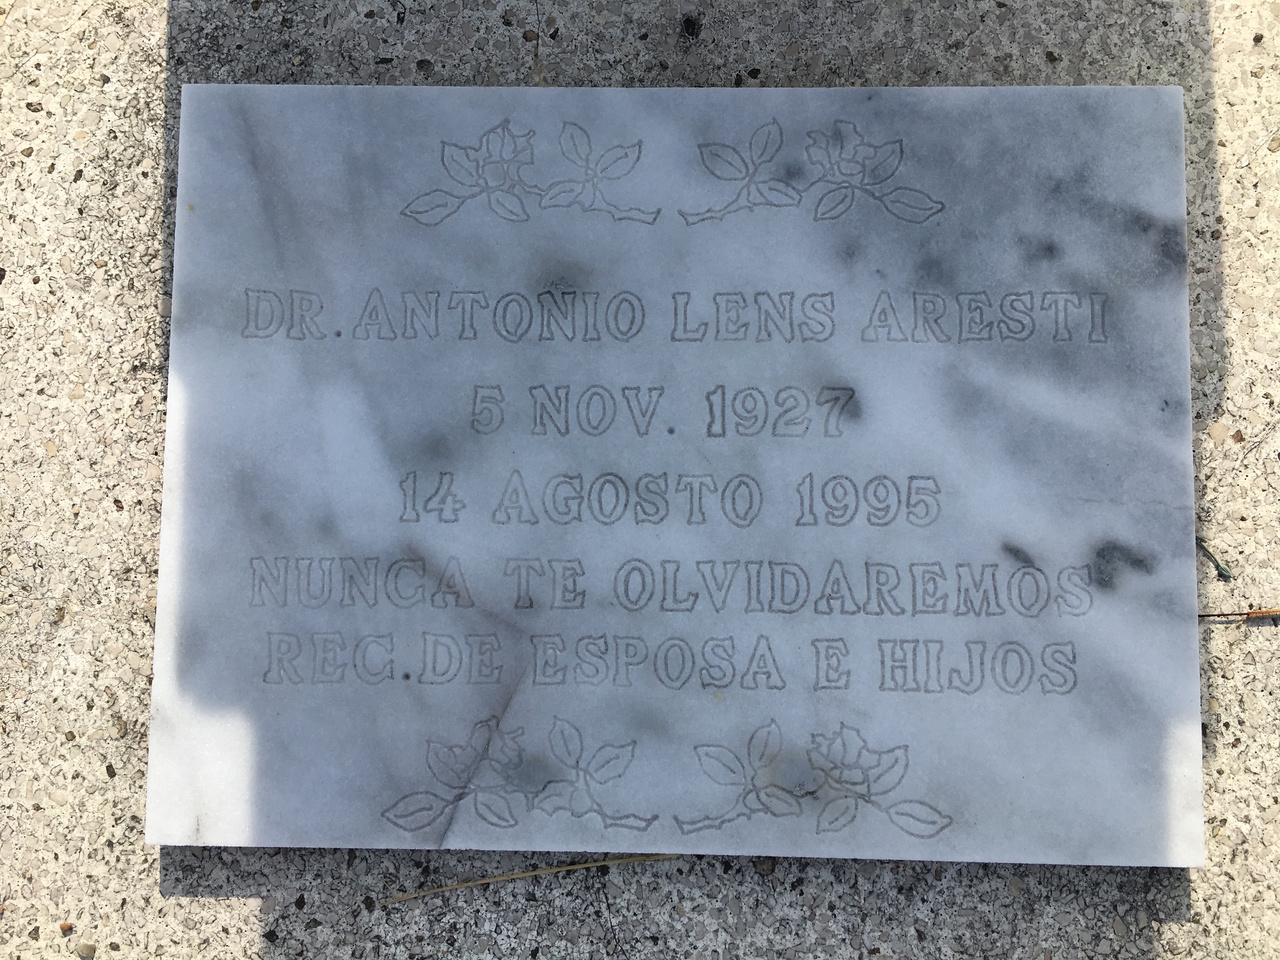 DR. ANTONIO LENS ARESTI
5 NOV. 1927
14 AGOSTO 1995
NUNCA TE OLVIDAREMOS
REC. DE ESPOSA E HIJOS